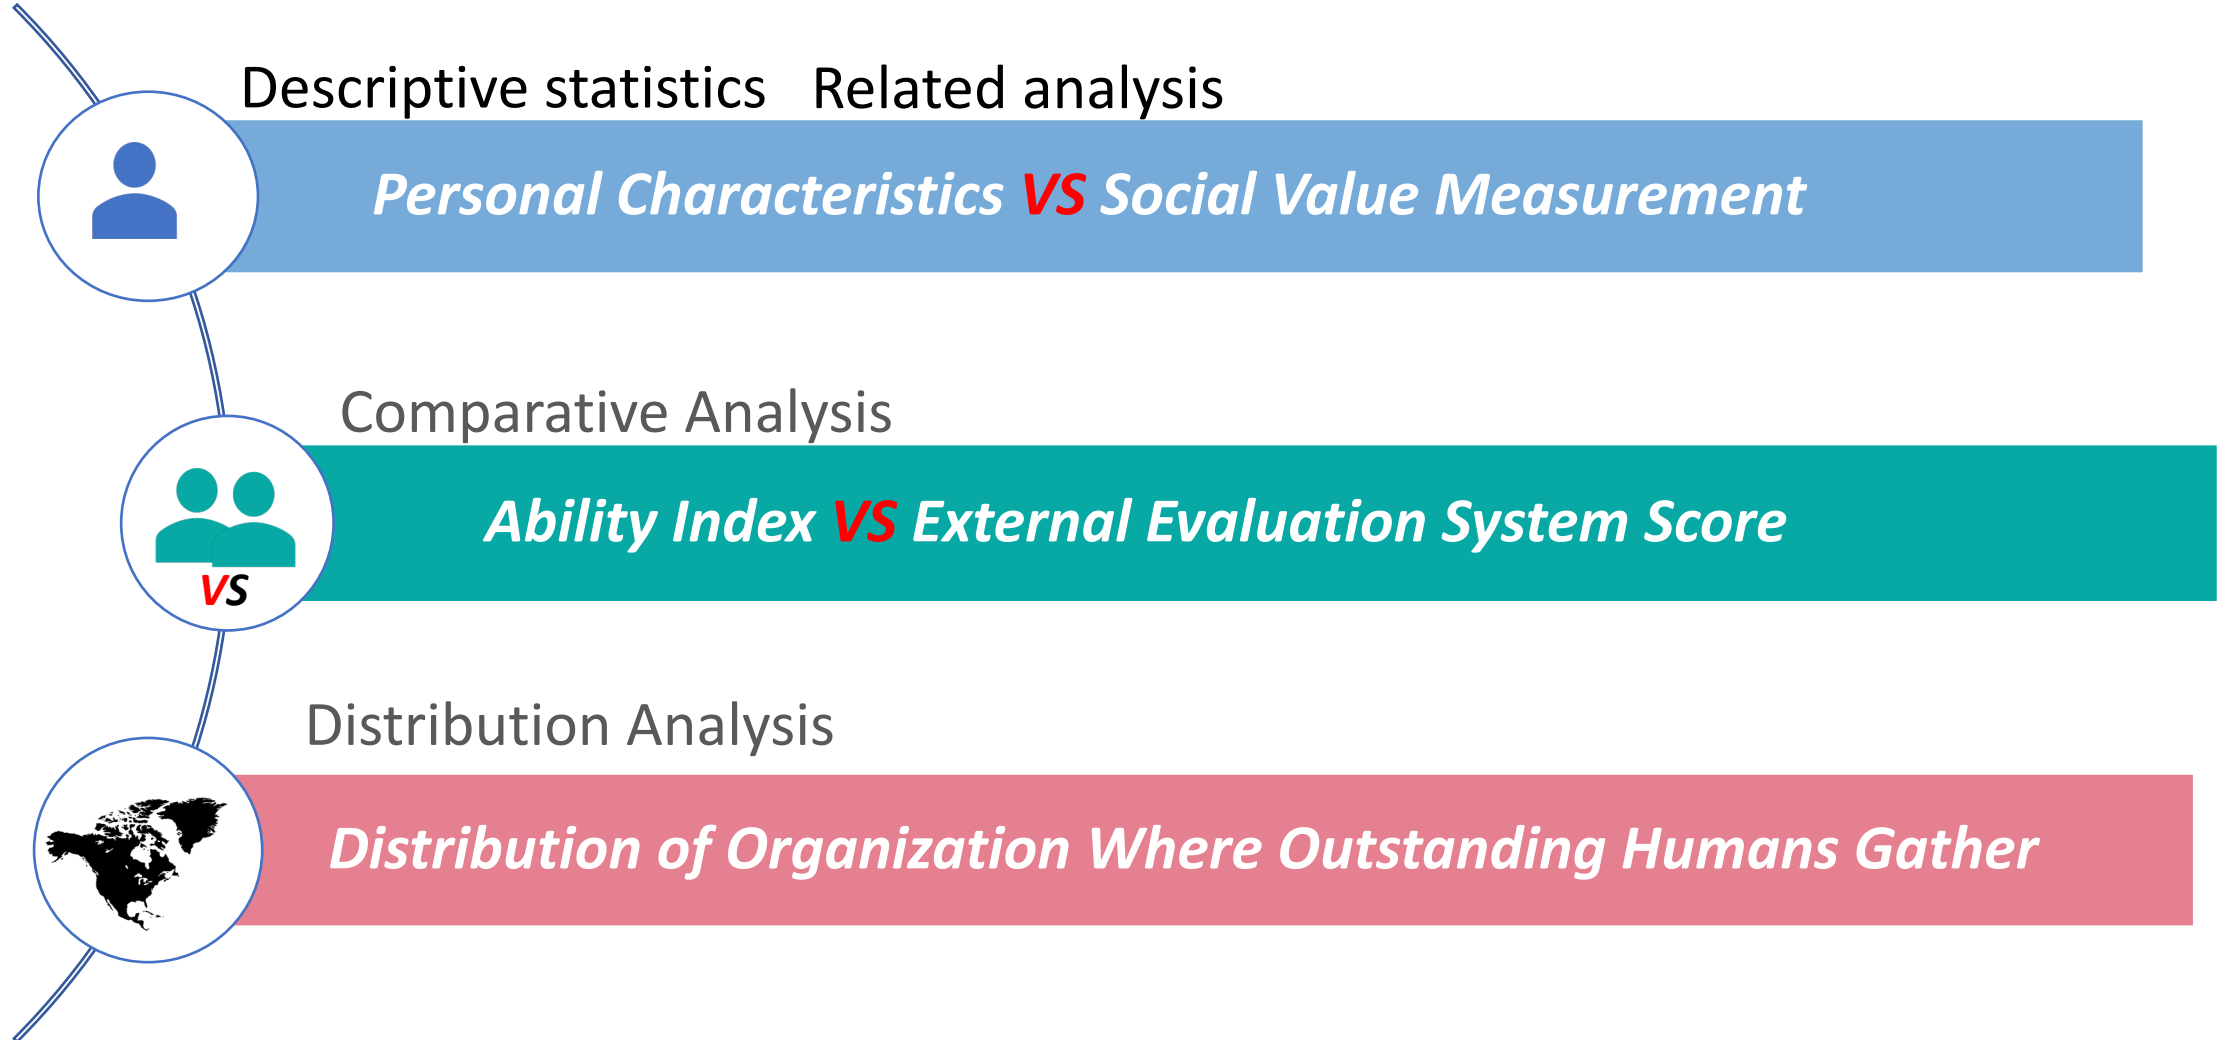 Descriptive statistics Related analysis
Personal Characteristics VS Social Value Measurement
Comparative Analysis
Ability Index VS External Evaluation System Score
VS
Distribution Analysis
Distribution of Organization Where Outstanding Humans Gather